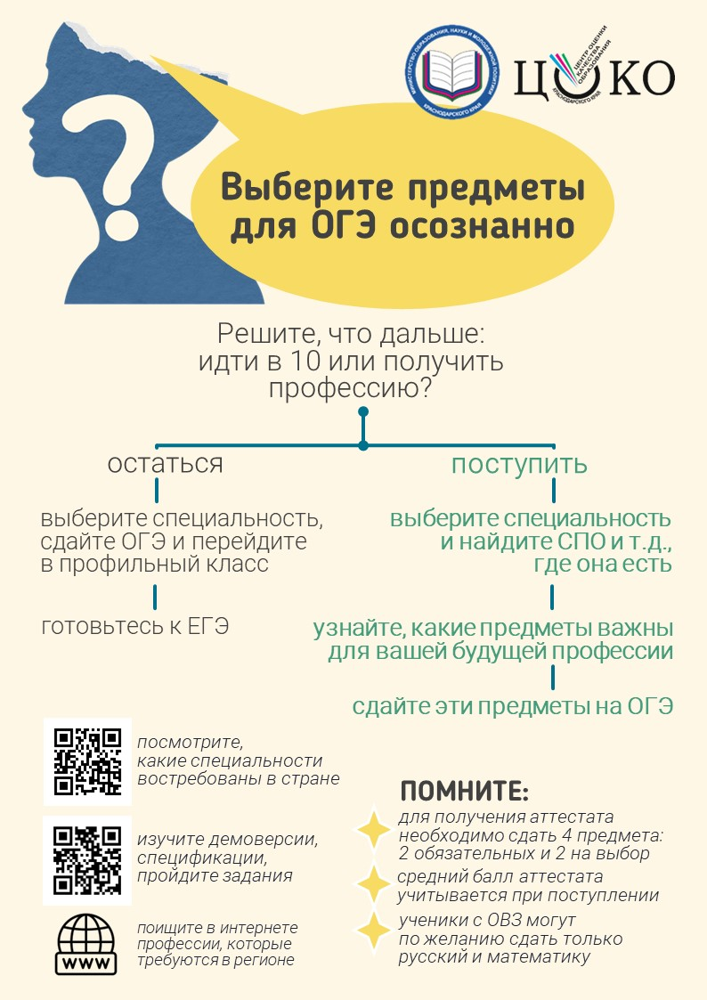 МИНИСТЕРСТВО ОБРАЗОВАНИЯ, НАУКИ И МОЛОДЕЖНОЙ ПОЛИТИКИ
КРАСНОДАРСКОГО КРАЯ
ЦОКО
ЦЕНТР ОЦЕНКИ
КАЧЕСТВА
ОБРАЗОВАНИЯ
КРАСНОДАРСКОГО КРАЯ
Выберите предметы
для ОГЭ осознанно
Решите, что дальше:
идти в 10 или получить
профессию?
остаться
выберите специальность,
сдайте ОГЭ и перейдите
в профильный класс
готовьтесь к ЕГЭ
поступить
выберите специальность
и найдите СПО и т.д.,
где она есть
узнайте, какие предметы важны
для вашей будущей профессии
сдайте эти предметы на ОГЭ
посмотрите,
какие специальности
востребованы в стране
изучите демоверсии,
спецификации,
пройдите задания
www
поищите в интернете
профессии, которые
требуются в регионе
ПОМНИТЕ:
для получения аттестата
необходимо сдать 4 предмета:
2 обязательных и 2 на выбор
средний балл аттестата
учитывается при поступлении
ученики с ОВЗ могут
по желанию сдать только
русский и математику